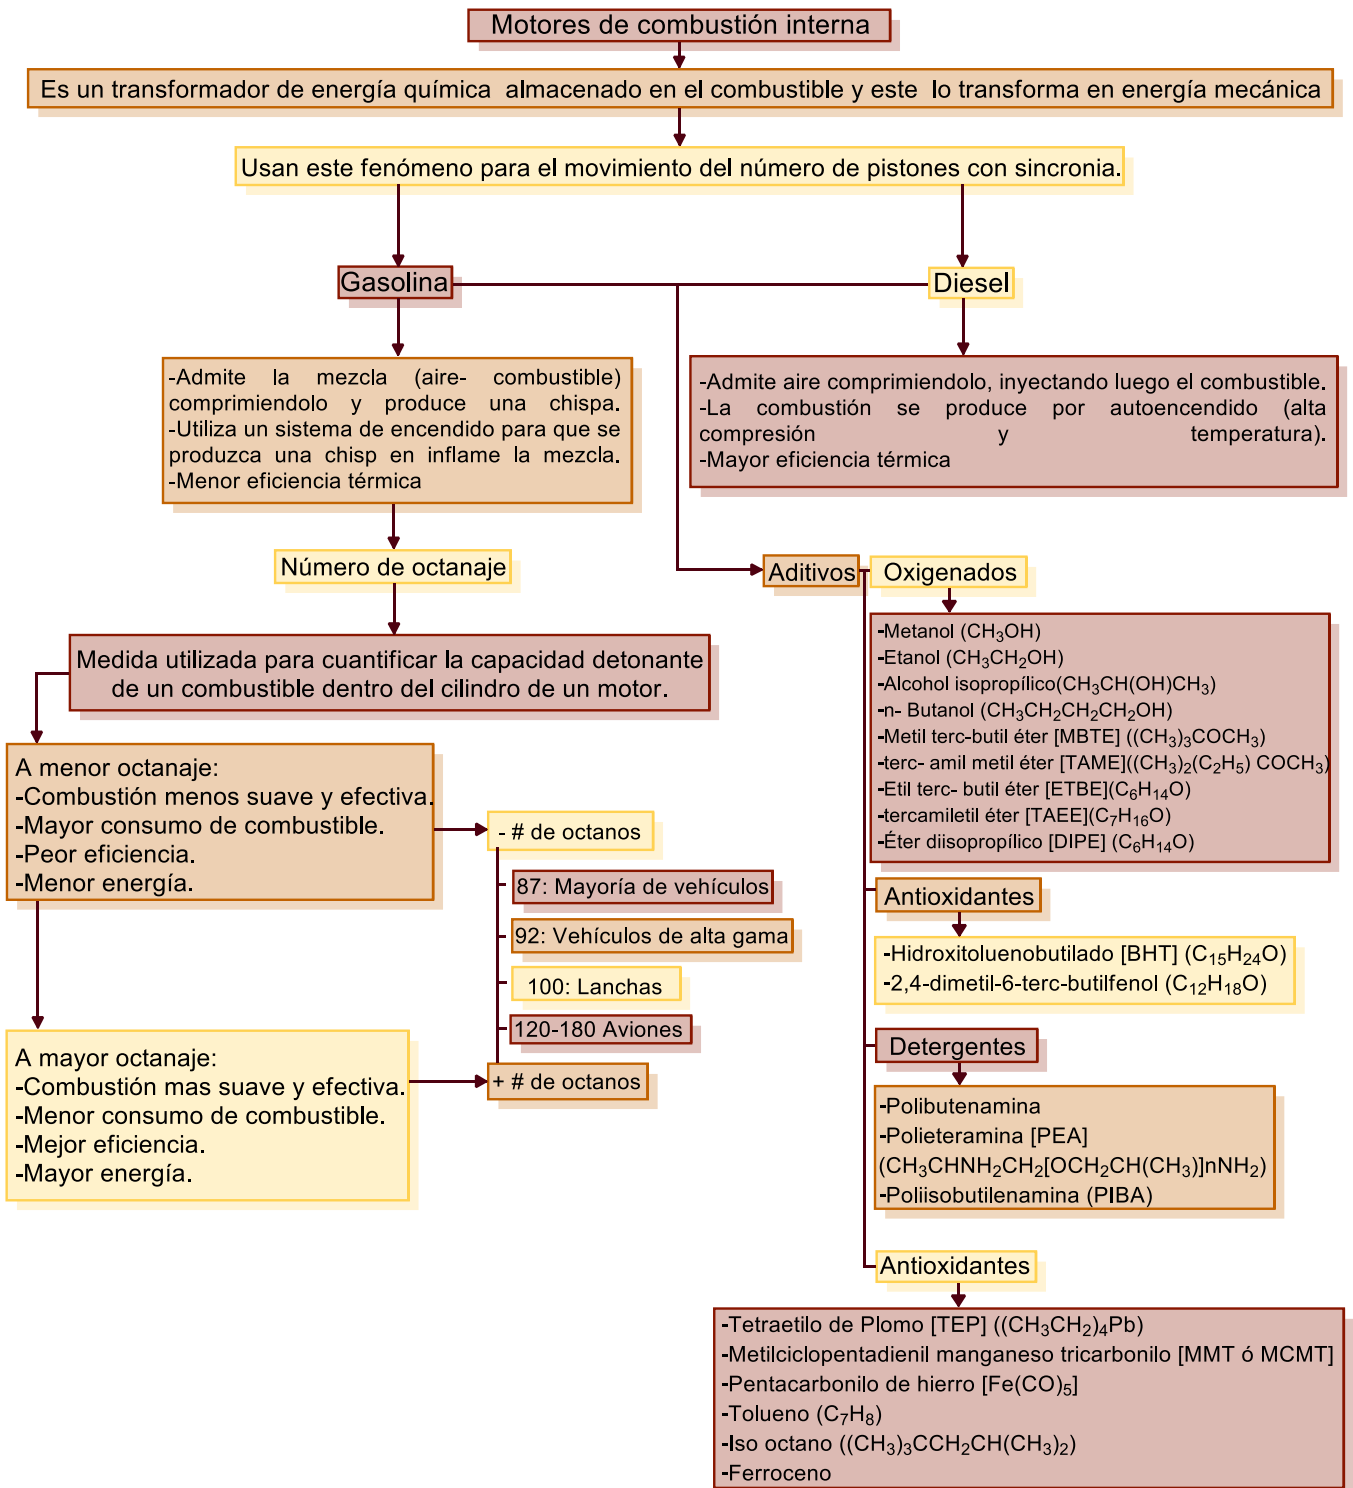 Motores de combustión interna
Es un transformador de energía química almacenado en el combustible y este lo transforma en energía mecánica
Usan este fenómeno para el movimiento del número de pistones con sincronia.
Gasolina
Diesel
-Admite la mezcla (aire- combustible)
comprimiendolo y produce una chispa.
-Utiliza un sistema de encendido para que se
produzca una chisp en inflame la mezcla.
-Menor eficiencia térmica
-Admite aire comprimiendolo, inyectando luego el combustible.
-La combustión se produce por autoencendido (alta
compresión y temperatura).
-Mayor eficiencia térmica
Número de octanaje
Medida utilizada para cuantificar la capacidad detonante
de un combustible dentro del cilindro de un motor.
A menor octanaje:
-Combustión menos suave y efectiva.
-Mayor consumo de combustible.
-Peor eficiencia.
-Menor energía.
A mayor octanaje:
-Combustión mas suave y efectiva.
-Menor consumo de combustible.
-Mejor eficiencia.
-Mayor energía.
- # de octanos
87: Mayoría de vehículos
92: Vehículos de alta gama
100: Lanchas
120-180 Aviones
+ # de octanos
Aditivos
Oxigenados
-Metanol (CH₃OH)
-Etanol (CH₃CH₂OH)
-Alcohol isopropílico(CH₃CH(OH)CH₃)
-n- Butanol (CH₃CH₂CH₂CH₂OH)
-Metil terc-butil éter [MBTE] ((CH₃)₃COCH₃)
-terc- amil metil éter [TAME]((CH₃)₂(C₂H₅) COCH₃)
-Etil terc- butil éter [ETBE](C₆H₁₄O)
-tercamiletil éter [TAEE](C₇H₁₆O)
-Éter diisopropílico [DIPE] (C₆H₁₄O)
Antioxidantes
-Hidroxitoluenobutilado [BHT] (C₁₅H₂₄O)
-2,4-dimetil-6-terc-butilfenol (C₁₂H₁₈O)
Detergentes
-Polibutenamina
-Polieteramina [PEA]
(CH₃CHNH₂CH₂[OCH₂CH(CH₃)]nNH₂)
-Poliisobutilenamina (PIBA)
Antioxidantes
-Tetraetilo de Plomo [TEP] ((CH₃CH₂)₄Pb)
-Metilciclopentadienil manganeso tricarbonilo [MMT ó MCMT]
-Pentacarbonilo de hierro [Fe(CO)₅]
-Tolueno (C₇H₈)
-Iso octano ((CH₃)₃CCH₂CH(CH₃)₂)
-Ferroceno